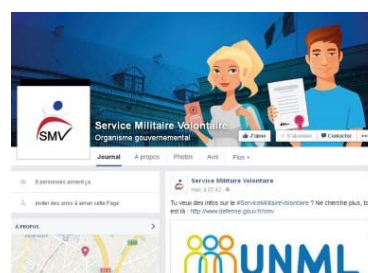 SMV
Service Militaire Volontaire
Organisme gouvernemental
J'aime
S'abonner
Contacter
Journal
À propos
Photos
Avis
Plus
personnes aiment ça
Inviter des amis à aimer cette Page
À PROPOS
Service Militaire Volontaire
Tu veux des infos sur le #ServiceMilitaireVolontaire ? Ne cherche plus, to
est là : http://www.defense.gouv.fr/smv
UNML